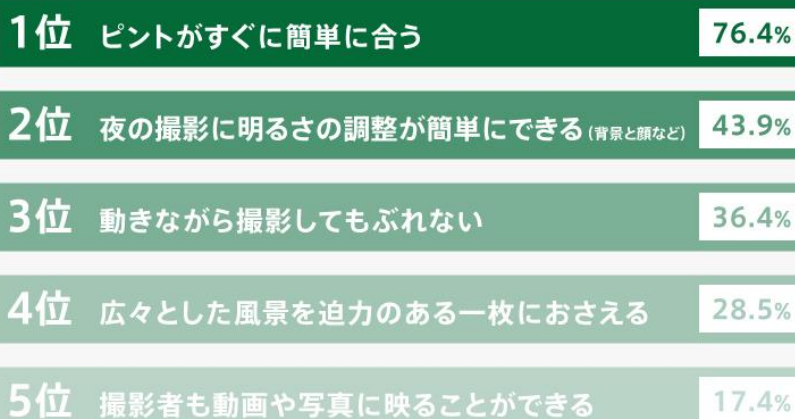 1位 ピントがすぐに簡単に合う 76.4%
2位 夜の撮影に明るさの調整が簡単にできる(背景と顔など) 43.9%
3位 動きながら撮影してもぶれない 36.4%
4位 広々とした風景を迫力のある一枚におさえる 28.5%
5位 撮影者も動画や写真に映ることができる 17.4%